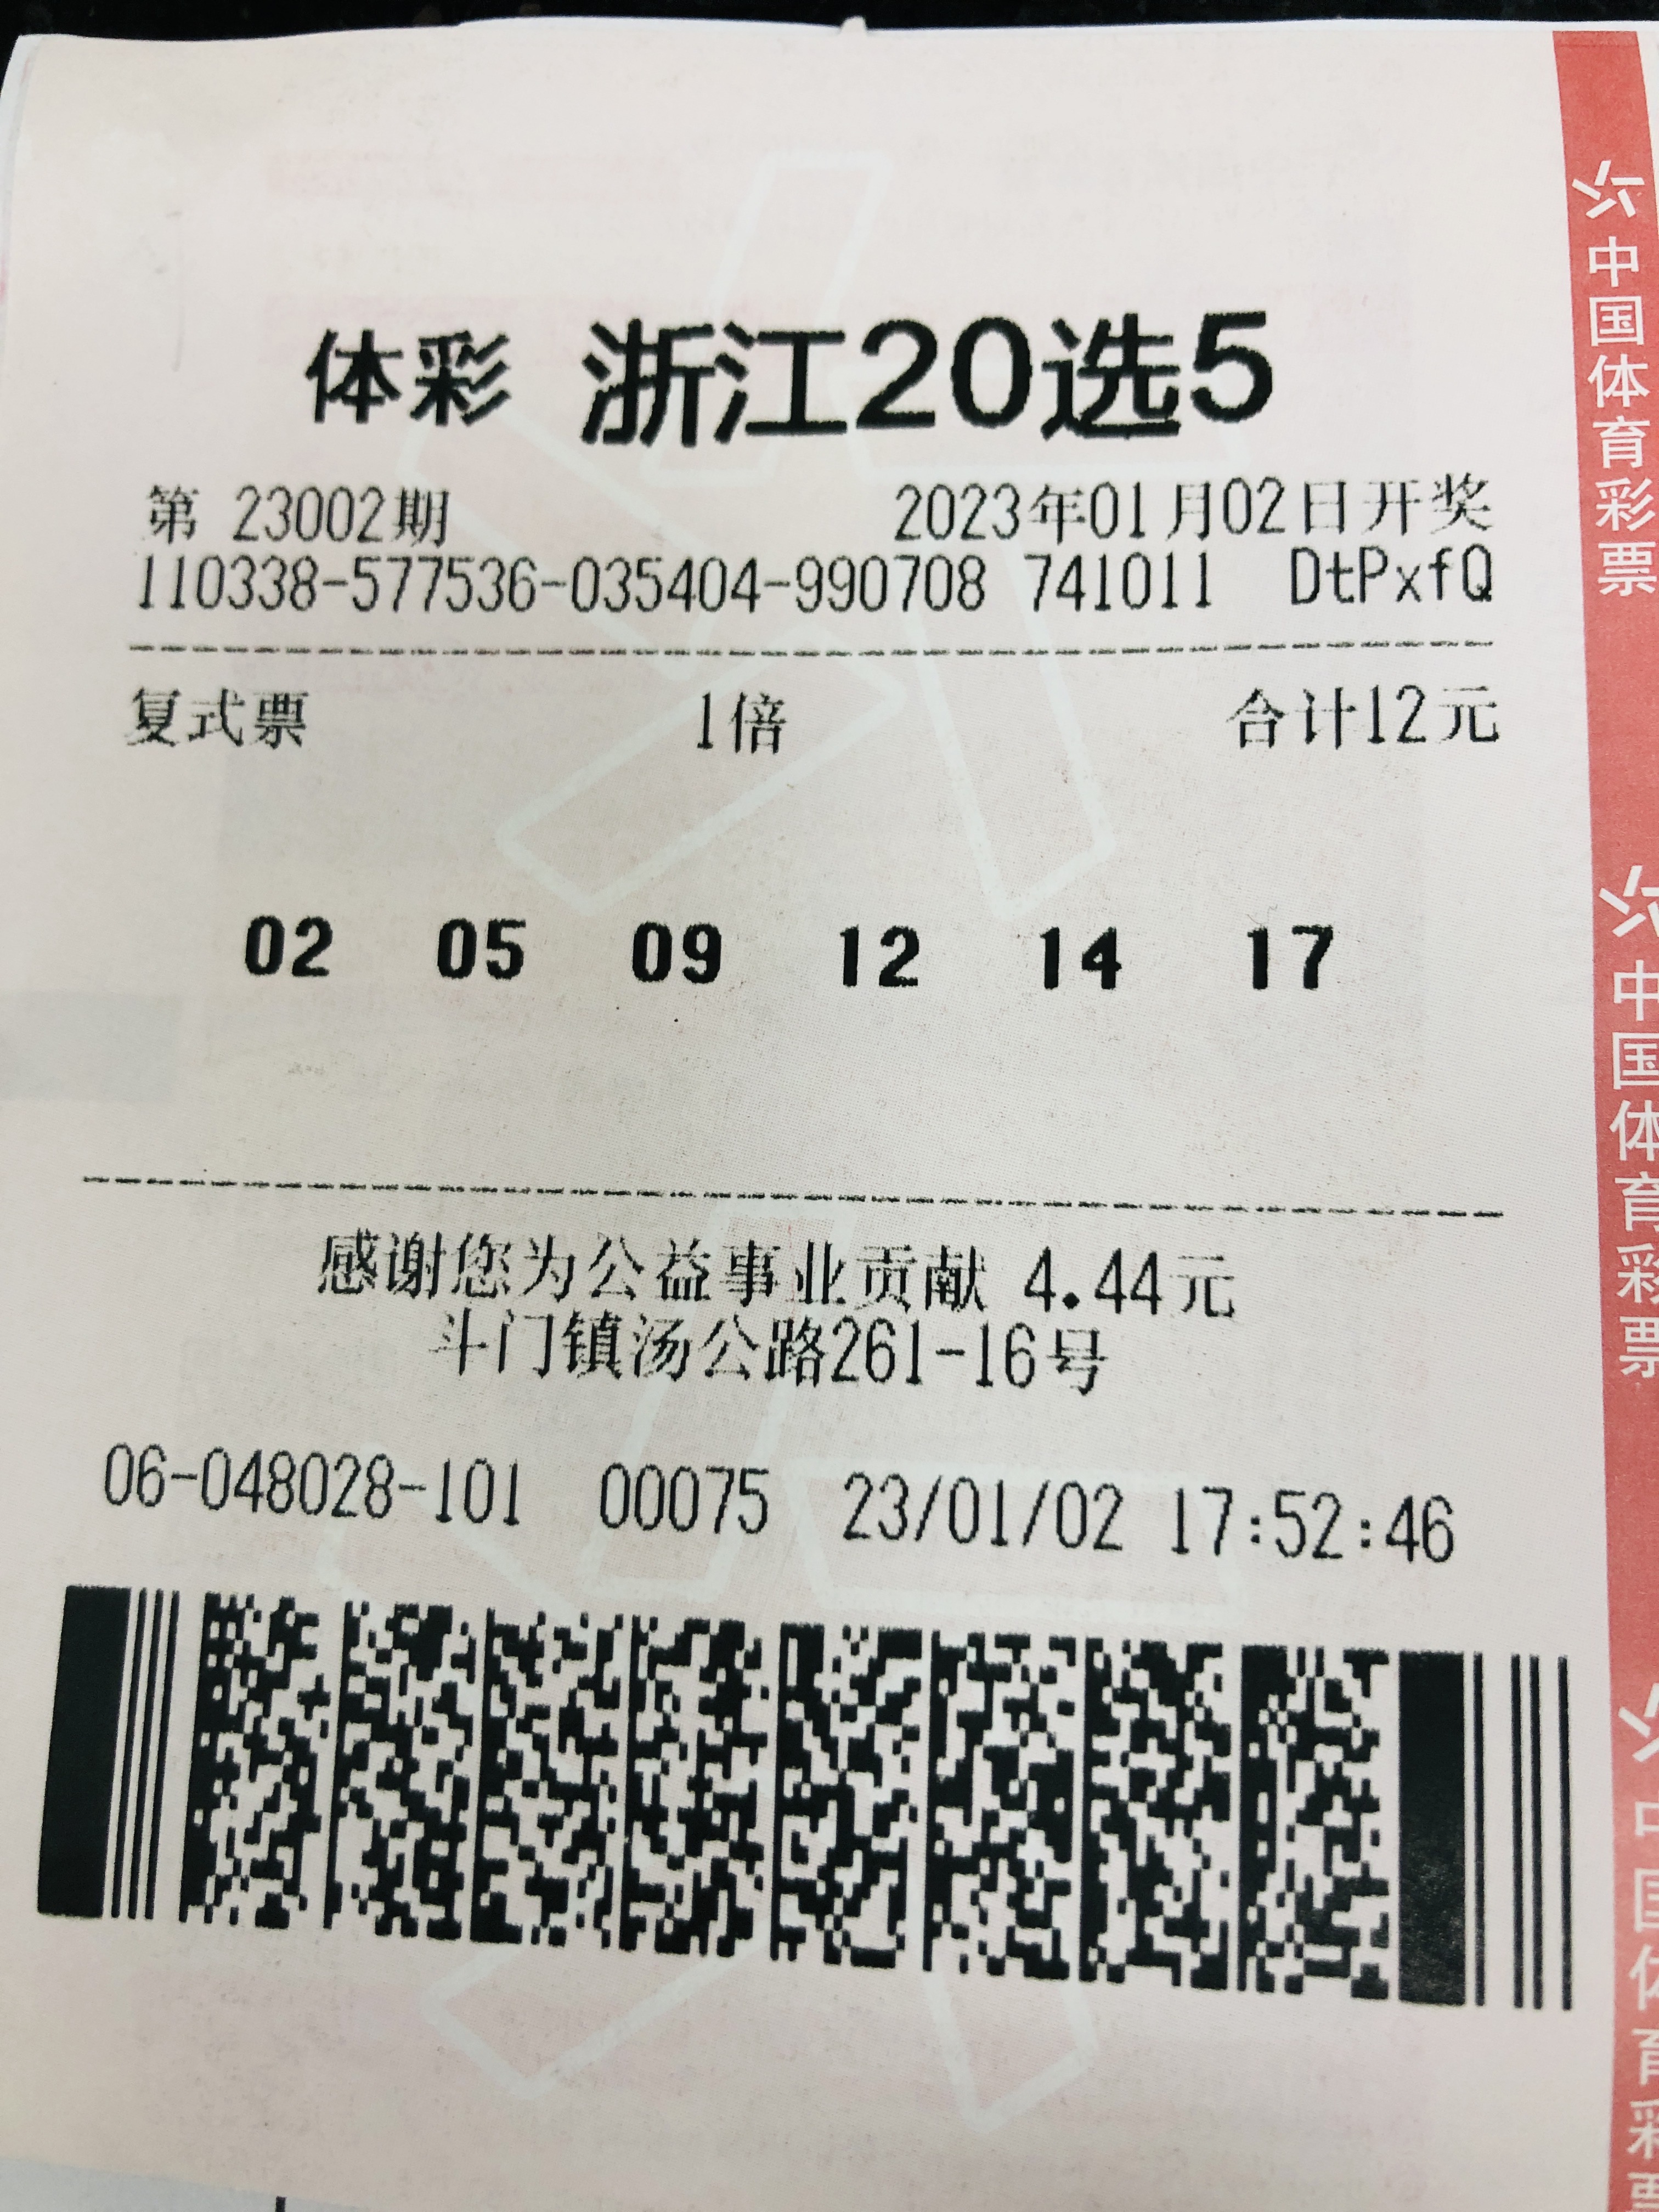 体彩 浙江20选5
第 23002期 2023年01月02日开奖
110338-577536-035404-990708 741011 DtPxfQ
复式票 1倍 合计12元
02 05 09 12 14 17
感谢您为公益事业贡献 4.44元
斗门镇汤公路261-16号
06-048028-101 00075 23/01/02 17:52:46
中国体育彩票
中国体育彩票
中国体育彩票